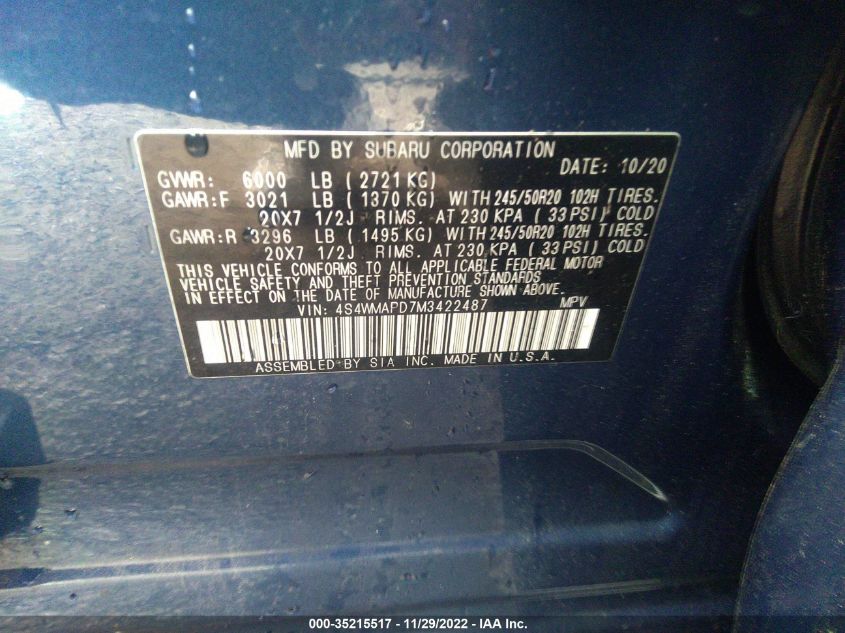 MFD BY SUBARU CORPORATION
DATE: 10/20
GVWR: 6000 LB ( 2721 KG)
GAWR:F 3021 LB ( 1370 KG) WITH 245/50R20 102H TIRES.
20X7 1/2J RIMS. AT 230 KPA ( 33 PSI) COLD
GAWR:R 3296 LB ( 1495 KG) WITH 245/50R20 102H TIRES.
20X7 1/2J RIMS. AT 230 KPA ( 33 PSI) COLD
THIS VEHICLE CONFORMS TO ALL APPLICABLE FEDERAL MOTOR
VEHICLE SAFETY AND THEFT PREVENTION STANDARDS
IN EFFECT ON THE DATE OF MANUFACTURE SHOWN ABOVE.
VIN: 4S4WMAPD7M3422487 MPV
ASSEMBLED BY SIA INC. MADE IN U.S.A.
000-35215517 - 11/29/2022 - IAA Inc.